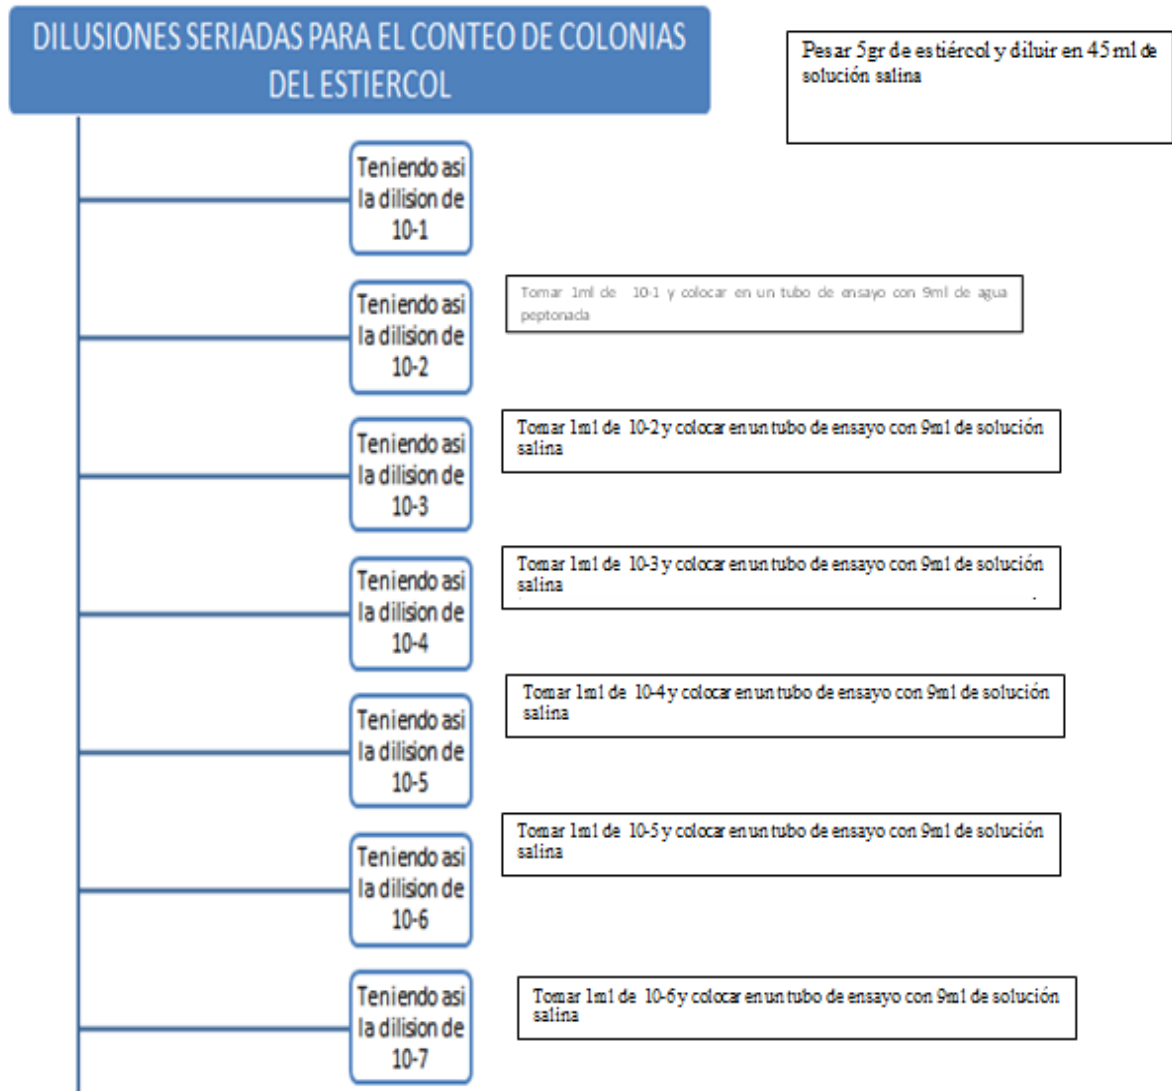 DILUSIONES SERIADAS PARA EL CONTEO DE COLONIAS
DEL ESTIERCOL
Pesar 5gr de estiércol y diluir en 45 ml de
solución salina
Teniendo asi
la dilision de
10-1
Teniendo asi
la dilision de
10-2
Tomar 1ml de 10-1 y colocar en un tubo de ensayo con 9ml de agua
peptonada
Teniendo asi
la dilision de
10-3
Tomar 1ml de 10-2 y colocar en un tubo de ensayo con 9ml de solución
salina
Teniendo asi
la dilision de
10-4
Tomar 1ml de 10-3 y colocar en un tubo de ensayo con 9ml de solución
salina
Teniendo asi
la dilision de
10-5
Tomar 1ml de 10-4 y colocar en un tubo de ensayo con 9ml de solución
salina
Teniendo asi
la dilision de
10-6
Tomar 1ml de 10-5 y colocar en un tubo de ensayo con 9ml de solución
salina
Teniendo asi
la dilision de
10-7
Tomar 1ml de 10-6 y colocar en un tubo de ensayo con 9ml de solución
salina